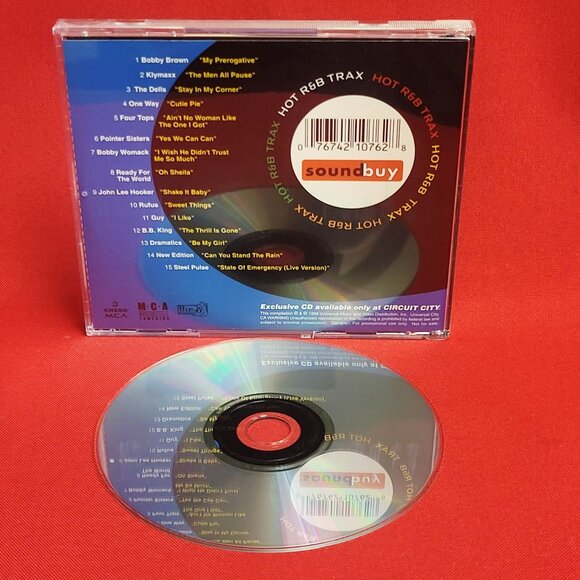 1 Bobby Brown "My Prerogative"
2 Klymaxx "The Men All Pause"
3 The Dells "Stay In My Corner"
4 One Way "Cutie Pie"
5 Four Tops "Ain't No Woman Like
The One I Got"
6 Pointer Sisters "Yes We Can Can"
7 Bobby Womack "I Wish He Didn't Trust
Me So Much"
8 Ready For
The World "Oh Sheila"
9 John Lee Hooker "Shake It Baby"
10 Rufus "Sweet Things"
11 Guy "I Like"
12 B.B. King "The Thrill Is Gone"
13 Dramatics "Be My Girl"
14 New Edition "Can You Stand The Rain"
15 Steel Pulse "State Of Emergency (Live Version)"
HOT R&B TRAX HOT R&B TRAX HOT R&B TRAX HOT R&B TRAX HOT R&B TRAX
0 76742 10762 8
soundbuy
CHESS
MCA
MCA
Exclusive CD available only at CIRCUIT CITY.